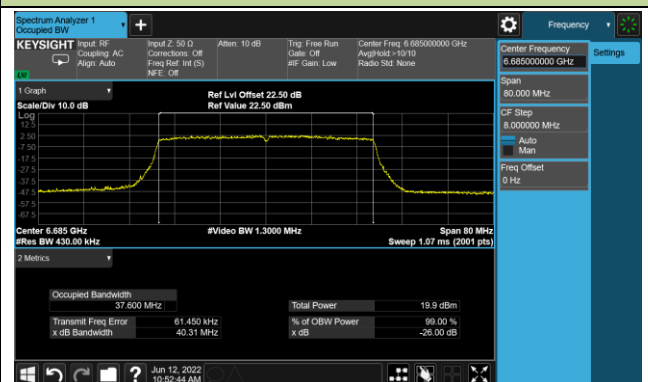 Spectrum Analyzer 1
Occupied BW
+
Frequency
KEYSIGHT
Input: RF
Coupling: AC
Align: Auto
Input Z: 50 Ω
Corrections: Off
Freq Ref: Int (S)
NFE: Off
Atten: 10 dB
Trig: Free Run
Gate: Off
#IF Gain: Low
Center Freq: 6.685000000 GHz
Avg|Hold:>10/10
Radio Std: None
Center Frequency
6.685000000 GHz
Settings
Span
80.000 MHz
CF Step
8.000000 MHz
Auto
Man
Freq Offset
0 Hz
1 Graph
Scale/Div 10.0 dB
Ref Lvl Offset 22.50 dB
Ref Value 22.50 dBm
Log
12.5
2.50
-7.50
-17.5
-27.5
-37.5
-47.5
-57.5
-67.5
Center 6.685 GHz
#Res BW 430.00 kHz
#Video BW 1.3000 MHz
Span 80 MHz
Sweep 1.07 ms (2001 pts)
2 Metrics
Occupied Bandwidth
37.600 MHz
Total Power
19.9 dBm
Transmit Freq Error
61.450 kHz
% of OBW Power
99.00 %
x dB Bandwidth
40.31 MHz
x dB
-26.00 dB
?
Jun 12, 2022
10:52:44 AM